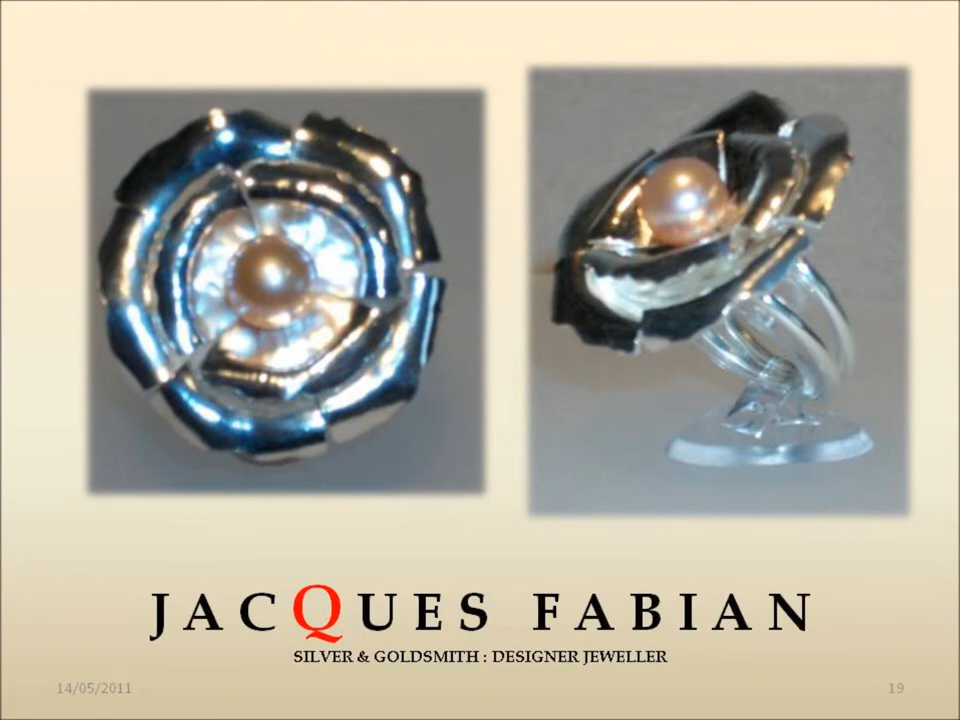 JACQUES FABIAN
SILVER & GOLDSMITH : DESIGNER JEWELLER
14/05/2011 19